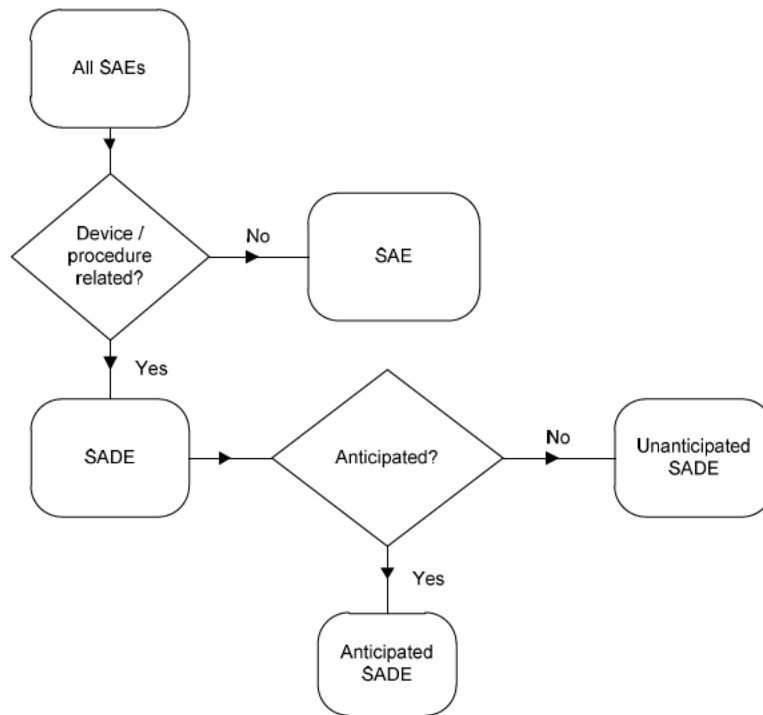 All SAEs
Device /
procedure
related?
No
SAE
Yes
SADE
Anticipated?
No
Unanticipated
SADE
Yes
Anticipated
SADE